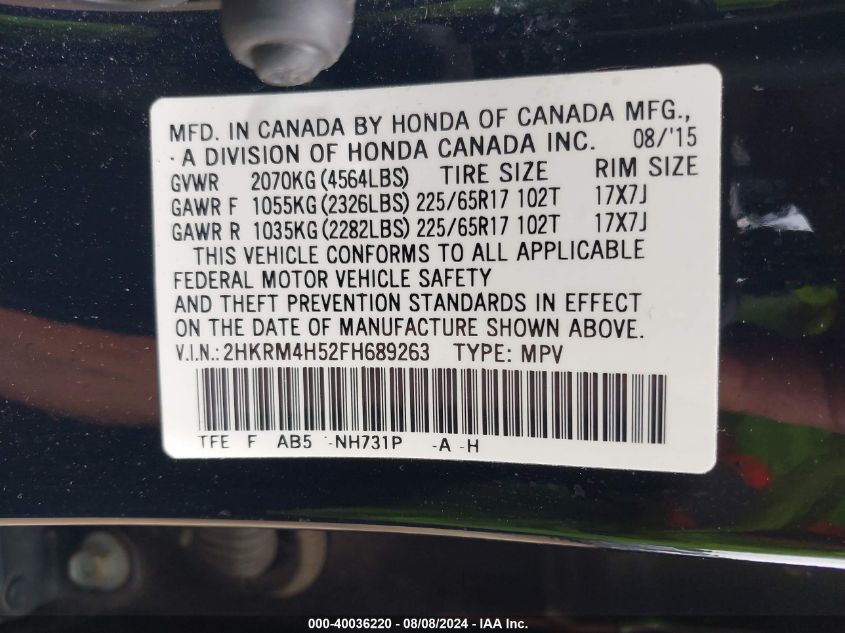 MFD. IN CANADA BY HONDA OF CANADA MFG.,
A DIVISION OF HONDA CANADA INC. 08/'15
GVWR 2070KG (4564LBS) TIRE SIZE RIM SIZE
GAWR F 1055KG (2326LBS) 225/65R17 102T 17X7J
GAWR R 1035KG (2282LBS) 225/65R17 102T 17X7J
THIS VEHICLE CONFORMS TO ALL APPLICABLE
FEDERAL MOTOR VEHICLE SAFETY
AND THEFT PREVENTION STANDARDS IN EFFECT
ON THE DATE OF MANUFACTURE SHOWN ABOVE.
V.I.N.: 2HKRM4H52FH689263 TYPE: MPV
TFE F AB5 -NH731P -A -H
000-40036220 - 08/08/2024 - IAA Inc.